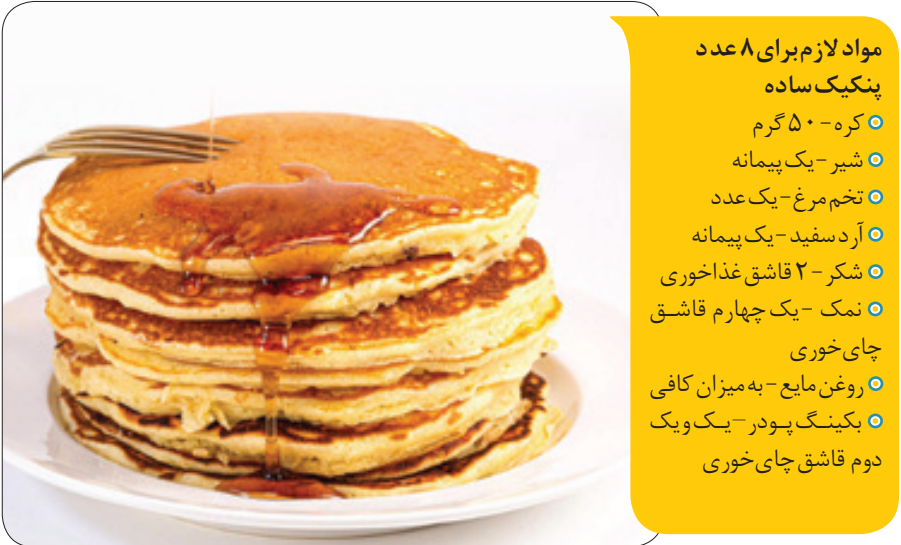 مواد لازم برای ۸ عدد
پنکیک ساده
کره - ۵۰ گرم
شیر - یک پیمانه
تخم مرغ - یک عدد
آرد سفید - یک پیمانه
شکر - ۲ قاشق غذاخوری
نمک - یک چهارم قاشق
چای‌خوری
روغن مایع - به میزان کافی
بکینگ پودر - یک و یک
دوم قاشق چای‌خوری